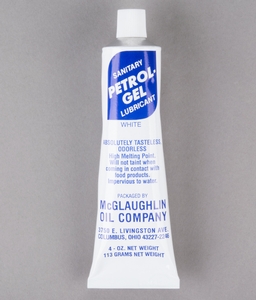 SANITARY
PETROL-
GEL
LUBRICANT
WHITE
ABSOLUTELY TASTELESS
ODORLESS
High Melting Point.
Will not taint when
coming in contact with
food products.
Impervious to water.
PACKAGED BY
McGLAUGHLIN
OIL COMPANY
E. LIVINGSTON AVE.
COLUMBUS, OHIO
4 - OZ. NET WEIGHT
113 GRAMS NET WEIGHT